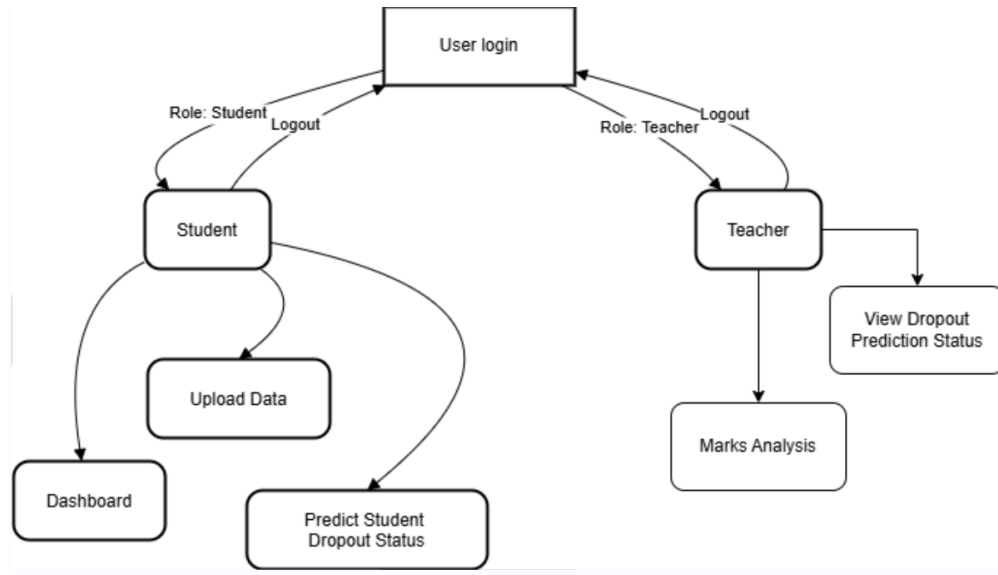 User login
Role: Student
Logout
Role: Teacher
Logout
Student
Teacher
View Dropout
Prediction Status
Upload Data
Marks Analysis
Dashboard
Predict Student
Dropout Status